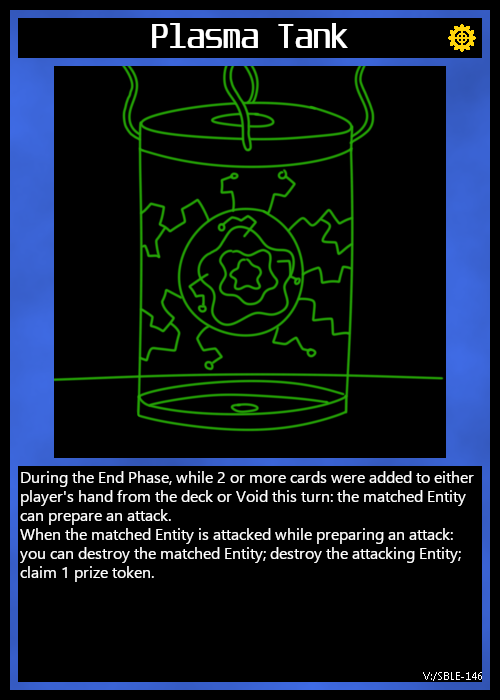 Plasma Tank
During the End Phase, while 2 or more cards were added to either
player's hand from the deck or Void this turn: the matched Entity
can prepare an attack.
When the matched Entity is attacked while preparing an attack:
you can destroy the matched Entity; destroy the attacking Entity;
claim 1 prize token.
V:/SBLE-146